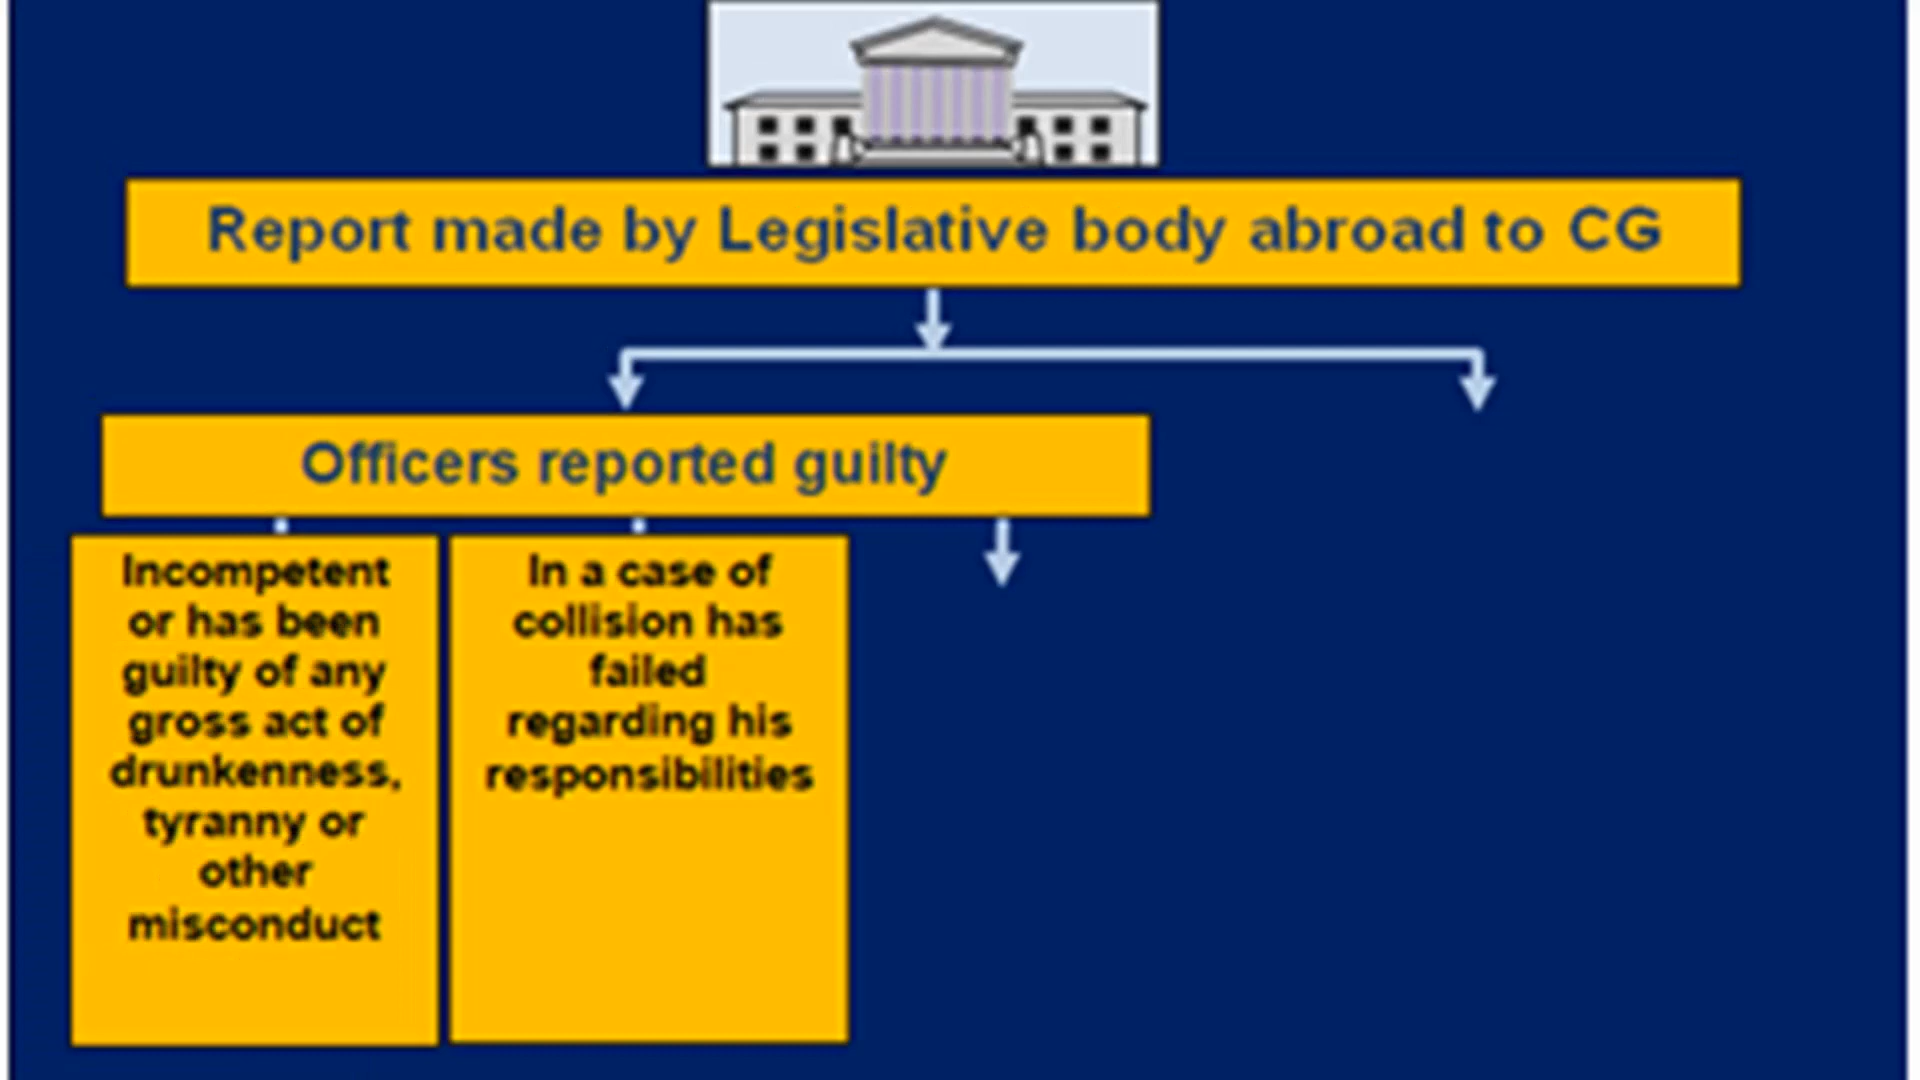 Report made by Legislative body abroad to CG
Officers reported guilty
Incompetent
or has been
guilty of any
gross act of
drunkenness,
tyranny or
other
misconduct
In a case of
collision has
failed
regarding his
responsibilities